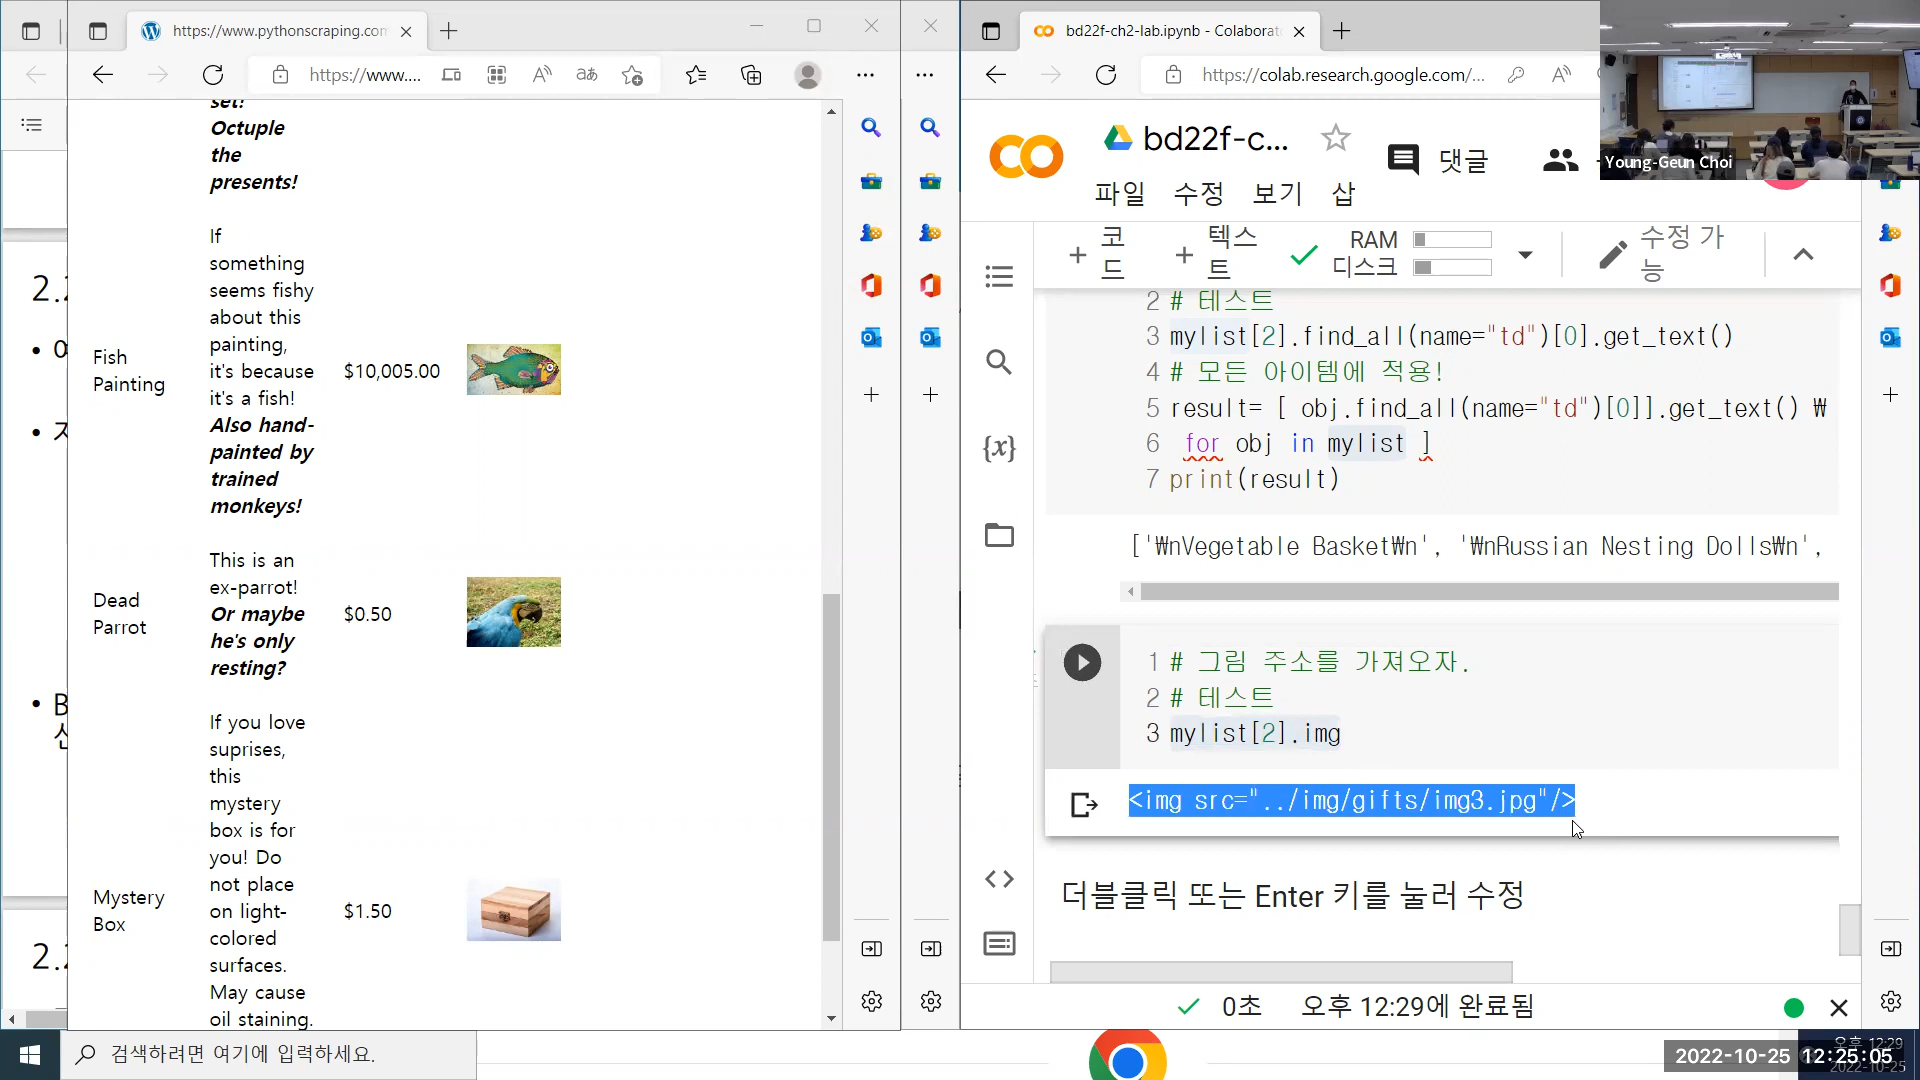 https://www.pythonscraping.con
https://www....
set!
Octuple
the
presents!
Fish
Painting
If
something
seems fishy
about this
painting,
it's because
it's a fish!
Also hand-
painted by
trained
monkeys!
$10,005.00
Dead
Parrot
This is an
ex-parrot!
Or maybe
he's only
resting?
$0.50
Mystery
Box
If you love
suprises,
this
mystery
box is for
you! Do
not place
on light-
colored
surfaces.
May cause
oil staining.
$1.50
bd22f-ch2-lab.ipynb - Colaborat
https://colab.research.google.com/...
Young-Geun Choi
bd22f-c...
댓글
파일 수정 보기 삽
+ 코드
+ 텍스트
RAM
디스크
수정 가능
2 # 테스트
3 mylist[2].find_all(name="td")[0].get_text()
4 # 모든 아이템에 적용!
5 result= [ obj.find_all(name="td")[0]].get_text() ₩
6 for obj in mylist ]
7 print(result)
['₩nVegetable Basket₩n', '₩nRussian Nesting Dolls₩n',
1 # 그림 주소를 가져오자.
2 # 테스트
3 mylist[2].img
<img src="../img/gifts/img3.jpg"/>
더블클릭 또는 Enter 키를 눌러 수정
0초 오후 12:29에 완료됨
검색하려면 여기에 입력하세요.
2022-10-25 12:25:05
오후 12:29
2022-10-25